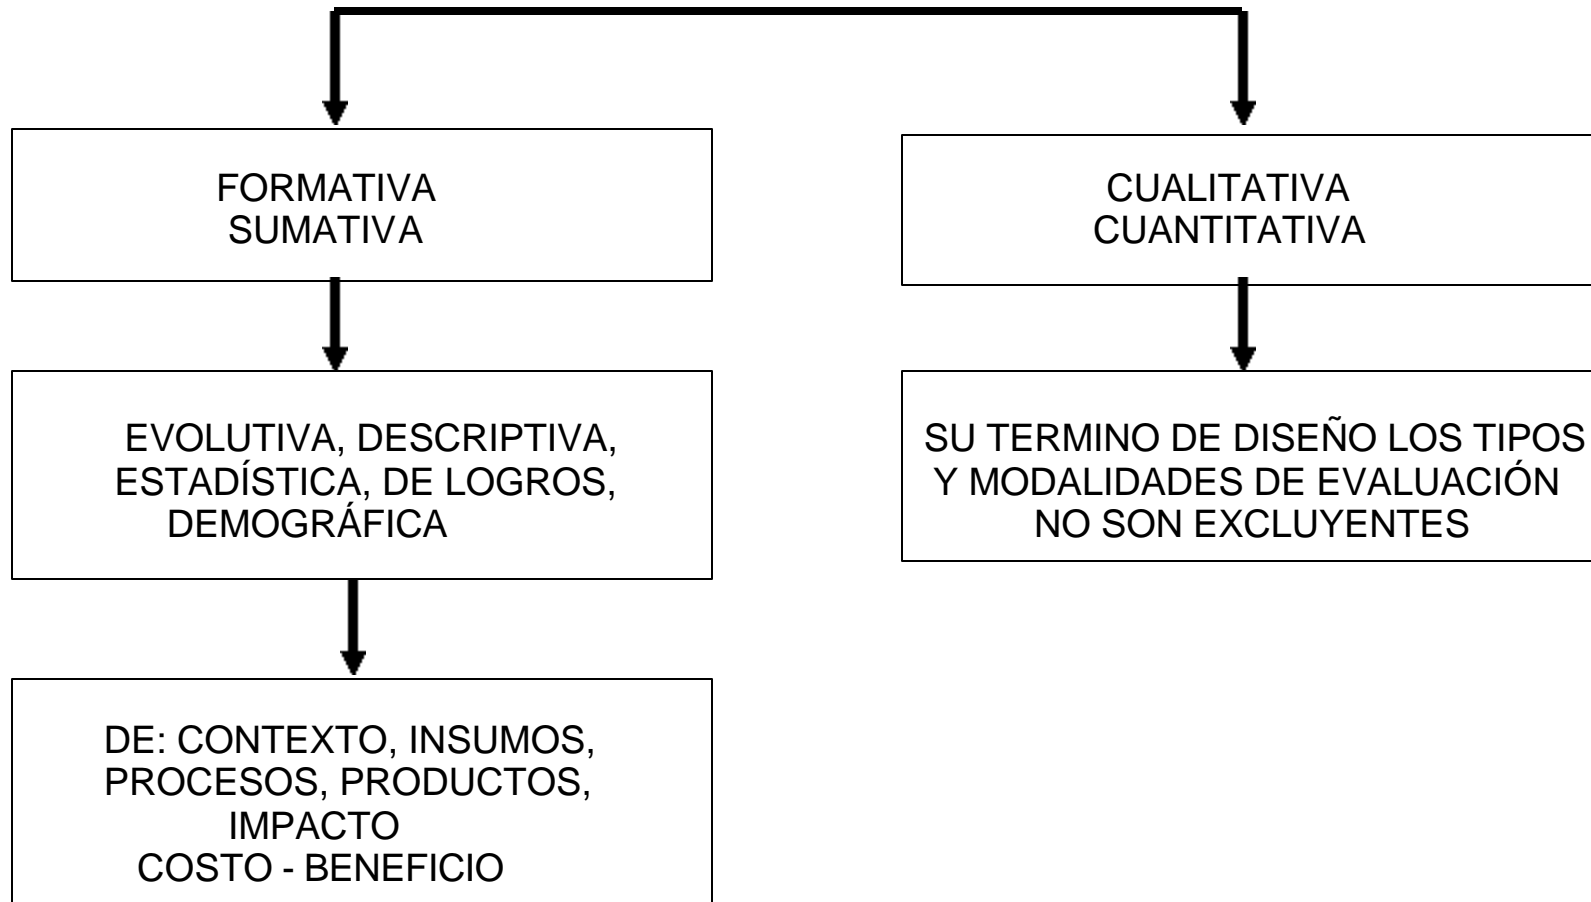 FORMATIVA
SUMATIVA
CUALITATIVA
CUANTITATIVA
EVOLUTIVA, DESCRIPTIVA,
ESTADÍSTICA, DE LOGROS,
DEMOGRÁFICA
SU TERMINO DE DISEÑO LOS TIPOS
Y MODALIDADES DE EVALUACIÓN
NO SON EXCLUYENTES
DE: CONTEXTO, INSUMOS,
PROCESOS, PRODUCTOS,
IMPACTO
COSTO - BENEFICIO